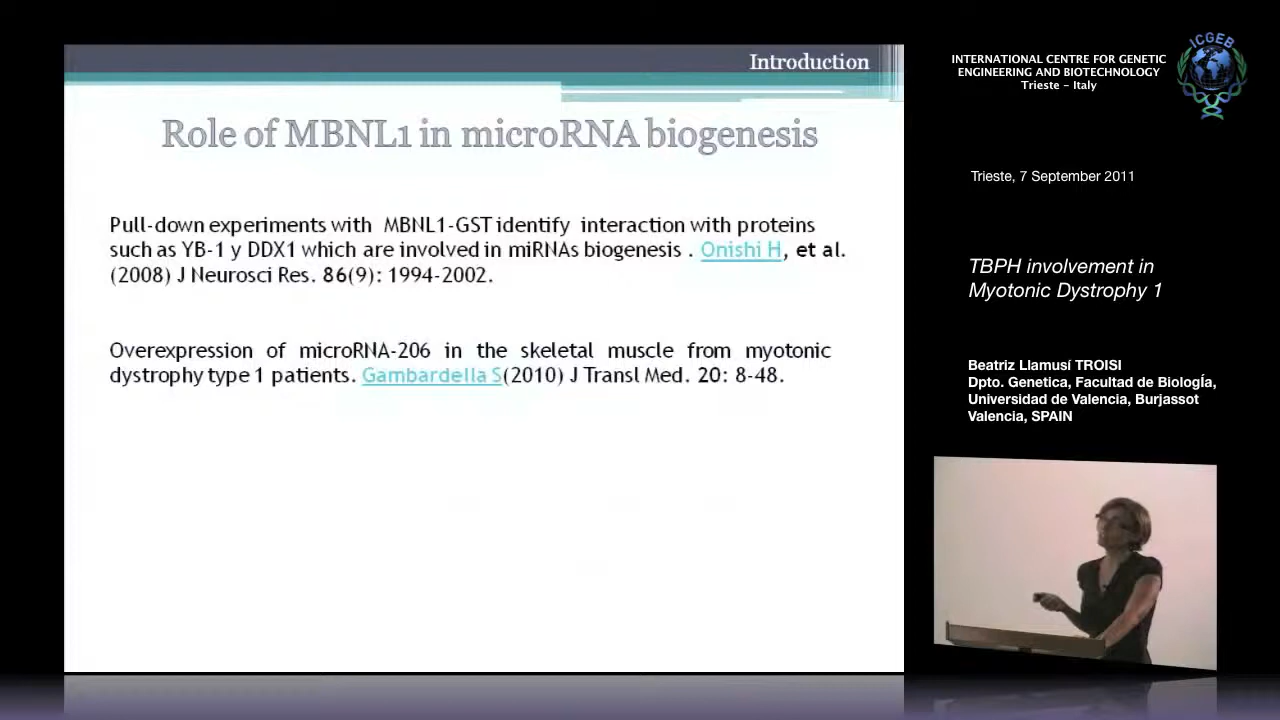 Introduction
Role of MBNL1 in microRNA biogenesis
Pull-down experiments with MBNL1-GST identify interaction with proteins
such as YB-1 y DDX1 which are involved in miRNAs biogenesis . Onishi H, et al.
(2008) J Neurosci Res. 86(9): 1994-2002.
Overexpression of microRNA-206 in the skeletal muscle from myotonic
dystrophy type 1 patients. Gambardella S(2010) J Transl Med. 20: 8-48.
INTERNATIONAL CENTRE FOR GENETIC
ENGINEERING AND BIOTECHNOLOGY
Trieste - Italy
ICGEB
Trieste, 7 September 2011
TBPH involvement in
Myotonic Dystrophy 1
Beatriz Llamusí TROISI
Dpto. Genetica, Facultad de BiologÍa,
Universidad de Valencia, Burjassot
Valencia, SPAIN